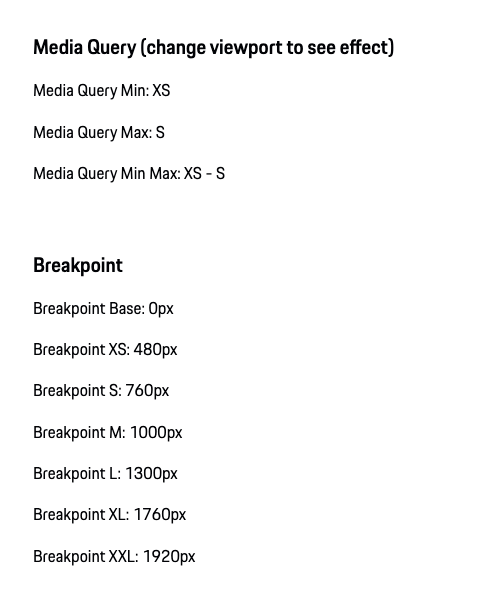 Media Query (change viewport to see effect)
Media Query Min: XS
Media Query Max: S
Media Query Min Max: XS - S
Breakpoint
Breakpoint Base: 0px
Breakpoint XS: 480px
Breakpoint S: 760px
Breakpoint M: 1000px
Breakpoint L: 1300px
Breakpoint XL: 1760px
Breakpoint XXL: 1920px